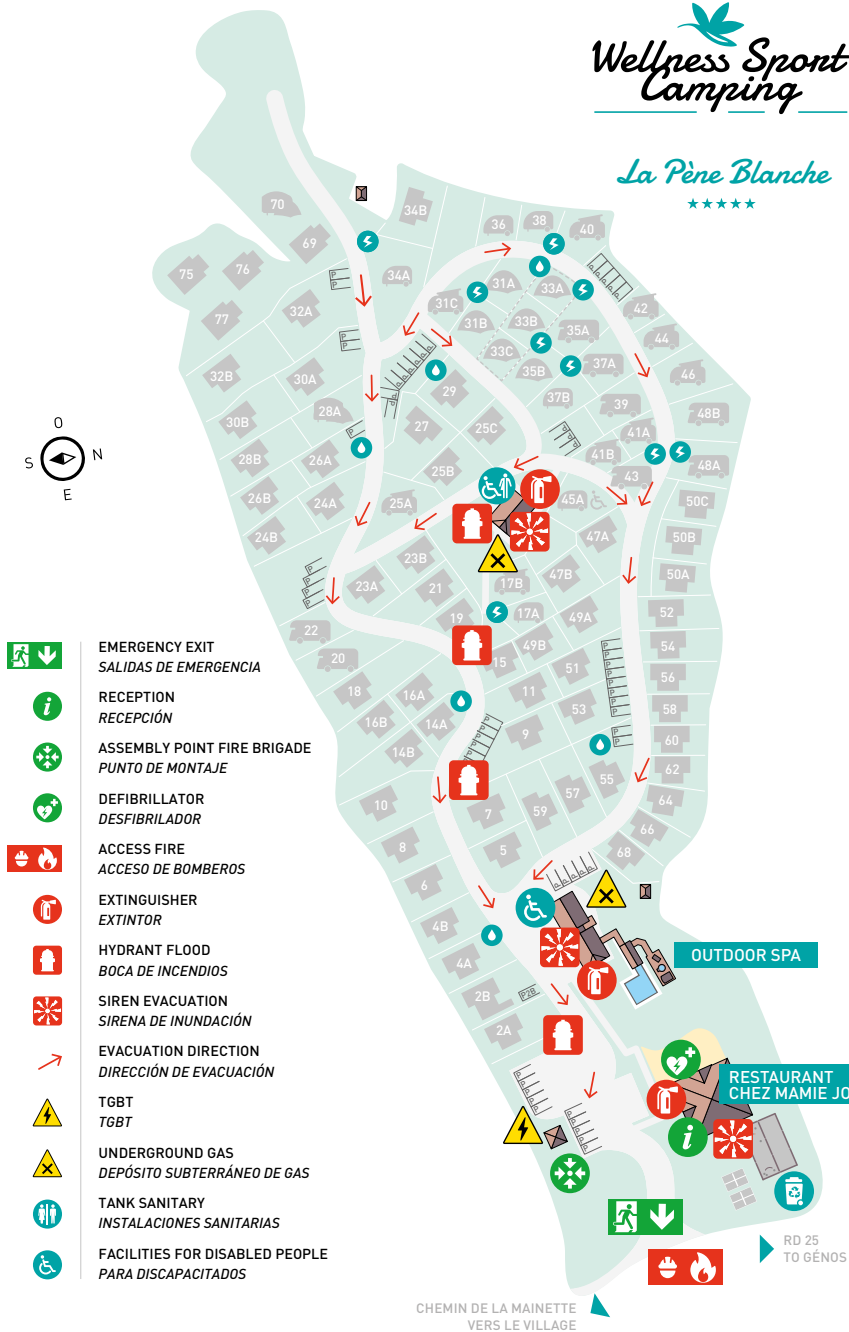 Wellness Sport
Camping
La Pène Blanche
70
34B
36
38
40
69
75
76
34A
31A
33A
77
32A
31C
42
31B
33B
35A
44
33C
32B
30A
35B
37A
46
29
37B
39
48B
28A
30B
27
25C
41A
28B
26A
25B
41B
48A
43
26B
24A
25A
45A
50C
24B
47A
50B
23B
47B
50A
23A
21
17B
22
19
17A
49A
52
20
49B
54
15
51
56
18
16A
11
16B
14A
53
58
9
60
14B
62
10
57
55
64
59
7
66
8
5
68
6
4B
4A
2B
P2B
2A
O
S
N
E
EMERGENCY EXIT
SALIDAS DE EMERGENCIA
RECEPTION
RECEPCIÓN
ASSEMBLY POINT FIRE BRIGADE
PUNTO DE MONTAJE
DEFIBRILLATOR
DESFIBRILADOR
ACCESS FIRE
ACCESO DE BOMBEROS
EXTINGUISHER
EXTINTOR
HYDRANT FLOOD
BOCA DE INCENDIOS
SIREN EVACUATION
SIRENA DE INUNDACIÓN
EVACUATION DIRECTION
DIRECCIÓN DE EVACUACIÓN
TGBT
TGBT
UNDERGROUND GAS
DEPÓSITO SUBTERRÁNEO DE GAS
TANK SANITARY
INSTALACIONES SANITARIAS
FACILITIES FOR DISABLED PEOPLE
PARA DISCAPACITADOS
OUTDOOR SPA
RESTAURANT
CHEZ MAMIE JO
RD 25
TO GÉNOS
CHEMIN DE LA MAINETTE
VERS LE VILLAGE